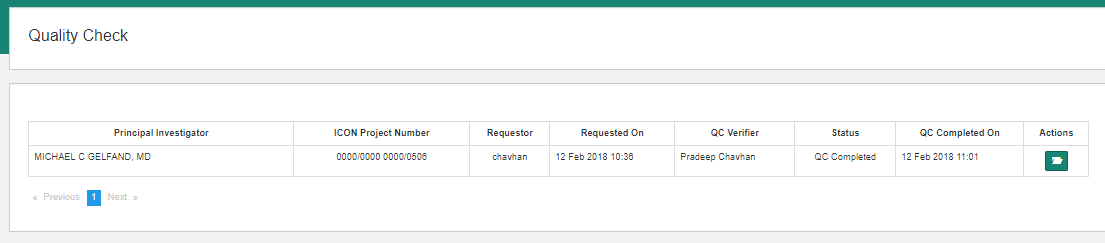 Quality Check
Principal Investigator ICON Project Number Requestor Requested On QC Verifier Status QC Completed On Actions
MICHAEL C GELFAND, MD 0000/0000 0000/0506 chavhan 12 Feb 2018 10:36 Pradeep Chavhan QC Completed 12 Feb 2018 11:01
« Previous 1 Next »